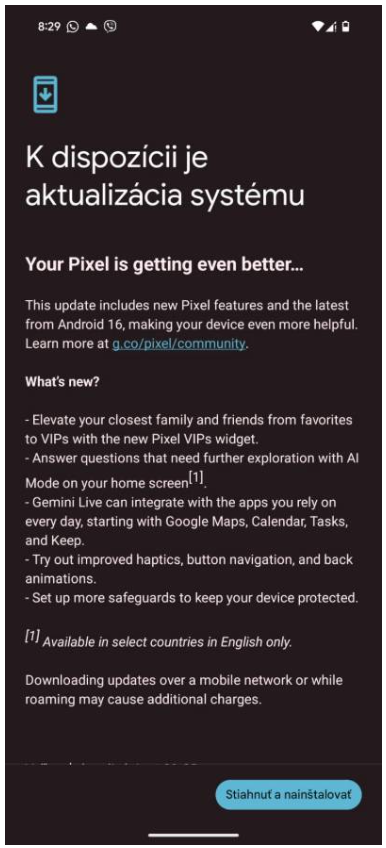 8:29
K dispozícii je
aktualizácia systému
Your Pixel is getting even better...
This update includes new Pixel features and the latest
from Android 16, making your device even more helpful.
Learn more at g.co/pixel/community.
What's new?
- Elevate your closest family and friends from favorites
to VIPs with the new Pixel VIPs widget.
- Answer questions that need further exploration with AI
Mode on your home screen[1].
- Gemini Live can integrate with the apps you rely on
every day, starting with Google Maps, Calendar, Tasks,
and Keep.
- Try out improved haptics, button navigation, and back
animations.
- Set up more safeguards to keep your device protected.
[1] Available in select countries in English only.
Downloading updates over a mobile network or while
roaming may cause additional charges.
Stiahnuť a nainštalovať